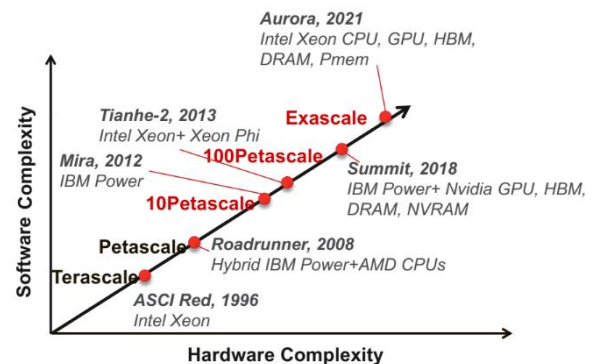 Aurora, 2021
Intel Xeon CPU, GPU, HBM,
DRAM, Pmem
Tianhe-2, 2013
Intel Xeon+ Xeon Phi
Exascale
Mira, 2012
IBM Power
100Petascale
Summit, 2018
IBM Power+ Nvidia GPU, HBM,
DRAM, NVRAM
10Petascale
Petascale
Roadrunner, 2008
Hybrid IBM Power+AMD CPUs
Terascale
ASCI Red, 1996
Intel Xeon
Software Complexity
Hardware Complexity